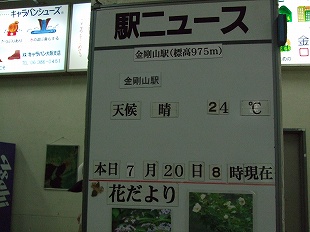 キャラバンシューズ
駅ニュース
金剛山駅(標高975m)
金剛山駅
天候 晴 24 ℃
本日7月20日8時現在
花だより